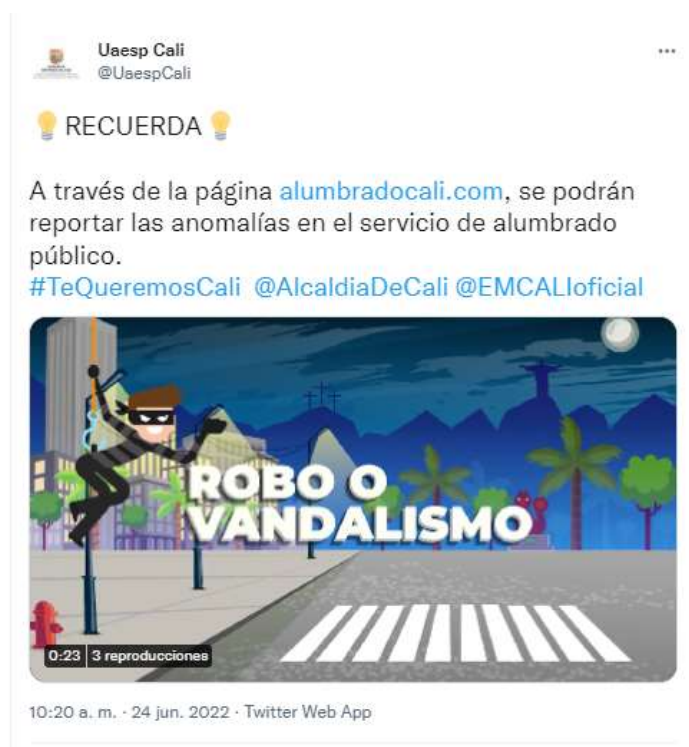 Uaesp Cali
@UaespCali
RECUERDA
A través de la página alumbradocali.com, se podrán
reportar las anomalías en el servicio de alumbrado
público.
#TeQueremosCali @AlcaldiaDeCali @EMCALIoficial
ROBO O
VANDALISMO
0:23 3 reproducciones
10:20 a. m. · 24 jun. 2022 · Twitter Web App